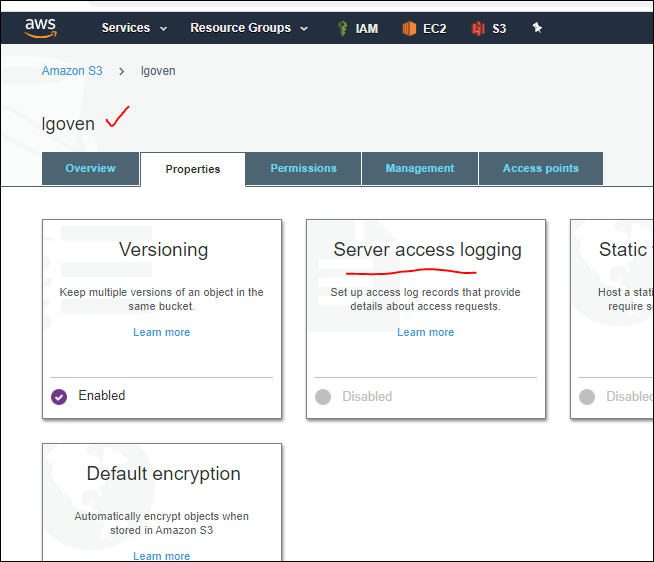 aws Services Resource Groups IAM EC2 S3
Amazon S3 > lgoven
lgoven
Overview Properties Permissions Management Access points
Versioning
Keep multiple versions of an object in the
same bucket.
Learn more
Enabled
Server access logging
Set up access log records that provide
details about access requests.
Learn more
Disabled
Static
Host a stati
require s
Disabled
Default encryption
Automatically encrypt objects when
stored in Amazon S3
Learn more